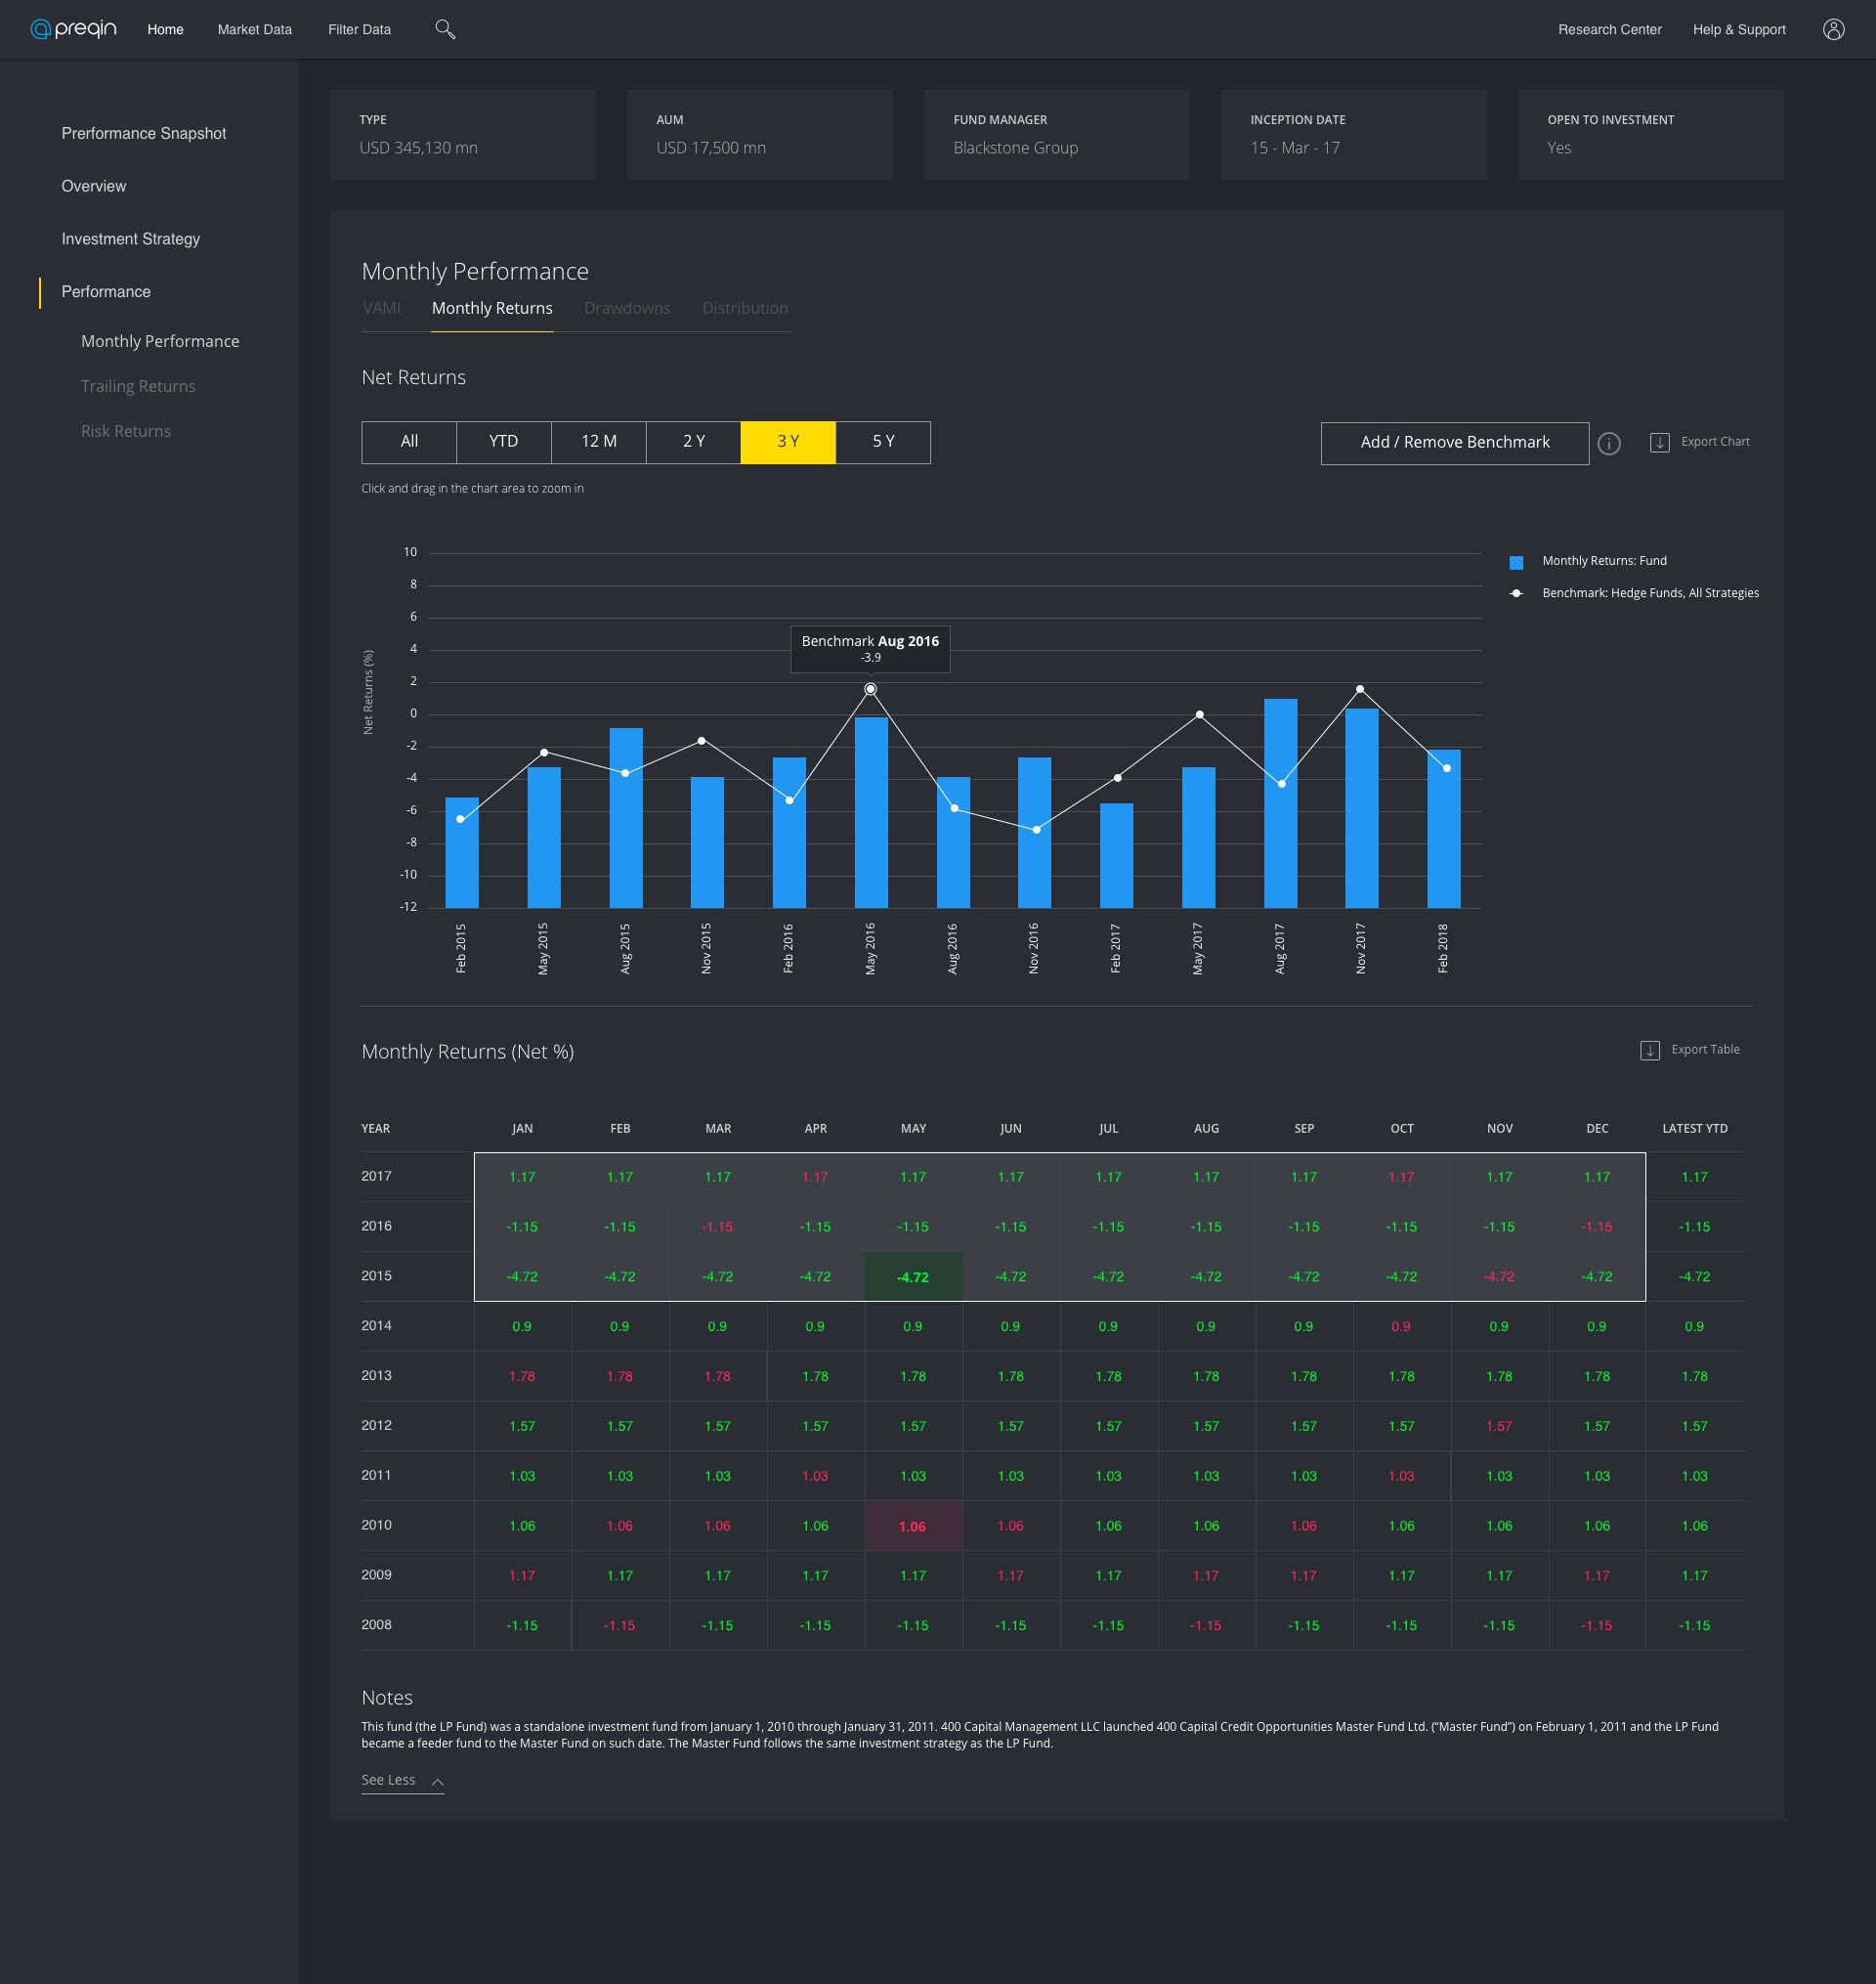 preqin Home Market Data Filter Data Research Center Help & Support
Prerformance Snapshot
Overview
Investment Strategy
Performance
Monthly Performance
Trailing Returns
Risk Returns
TYPE
USD 345,130 mn
AUM
USD 17,500 mn
FUND MANAGER
Blackstone Group
INCEPTION DATE
15 - Mar - 17
OPEN TO INVESTMENT
Yes
Monthly Performance
VAMI Monthly Returns Drawdowns Distribution
Net Returns
All YTD 12 M 2 Y 3 Y 5 Y
Add / Remove Benchmark i Export Chart
Click and drag in the chart area to zoom in
Net Returns (%)
10
8
6
4
2
0
-2
-4
-6
-8
-10
-12
Benchmark Aug 2016
-3.9
Feb 2015 May 2015 Aug 2015 Nov 2015 Feb 2016 May 2016 Aug 2016 Nov 2016 Feb 2017 May 2017 Aug 2017 Nov 2017 Feb 2018
Monthly Returns: Fund
Benchmark: Hedge Funds, All Strategies
Monthly Returns (Net %)
Export Table
YEAR JAN FEB MAR APR MAY JUN JUL AUG SEP OCT NOV DEC LATEST YTD
2017 1.17 1.17 1.17 1.17 1.17 1.17 1.17 1.17 1.17 1.17 1.17 1.17 1.17
2016 -1.15 -1.15 -1.15 -1.15 -1.15 -1.15 -1.15 -1.15 -1.15 -1.15 -1.15 -1.15 -1.15
2015 -4.72 -4.72 -4.72 -4.72 -4.72 -4.72 -4.72 -4.72 -4.72 -4.72 -4.72 -4.72 -4.72
2014 0.9 0.9 0.9 0.9 0.9 0.9 0.9 0.9 0.9 0.9 0.9 0.9 0.9
2013 1.78 1.78 1.78 1.78 1.78 1.78 1.78 1.78 1.78 1.78 1.78 1.78 1.78
2012 1.57 1.57 1.57 1.57 1.57 1.57 1.57 1.57 1.57 1.57 1.57 1.57 1.57
2011 1.03 1.03 1.03 1.03 1.03 1.03 1.03 1.03 1.03 1.03 1.03 1.03 1.03
2010 1.06 1.06 1.06 1.06 1.06 1.06 1.06 1.06 1.06 1.06 1.06 1.06 1.06
2009 1.17 1.17 1.17 1.17 1.17 1.17 1.17 1.17 1.17 1.17 1.17 1.17 1.17
2008 -1.15 -1.15 -1.15 -1.15 -1.15 -1.15 -1.15 -1.15 -1.15 -1.15 -1.15 -1.15 -1.15
Notes
This fund (the LP Fund) was a standalone investment fund from January 1, 2010 through January 31, 2011. 400 Capital Management LLC launched 400 Capital Credit Opportunities Master Fund Ltd. (“Master Fund”) on February 1, 2011 and the LP Fund
became a feeder fund to the Master Fund on such date. The Master Fund follows the same investment strategy as the LP Fund.
See Less